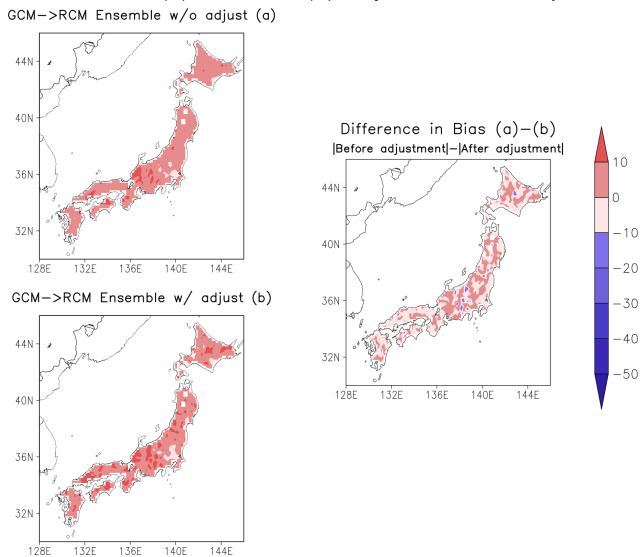 GCM->RCM Ensemble w/o adjust (a)
44N
40N
36N
32N
128E 132E 136E 140E 144E
GCM->RCM Ensemble w/ adjust (b)
44N
40N
36N
32N
128E 132E 136E 140E 144E
Difference in Bias (a)-(b)
|Before adjustment|-|After adjustment|
44N
40N
36N
32N
128E 132E 136E 140E 144E
10
0
-10
-20
-30
-40
-50